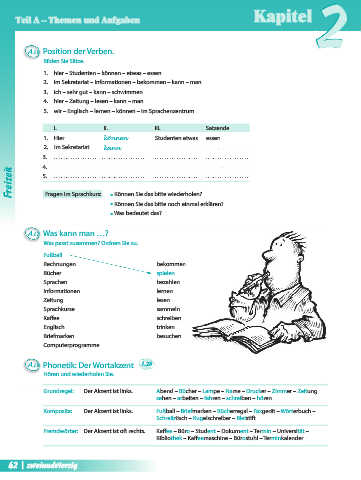 Teil A – Themen und Aufgaben
Kapitel 2
Position der Verben.
Bilden Sie Sätze.
1. hier – Studenten – können – etwas – essen
2. im Sekretariat – Informationen – bekommen – kann – man
3. ich – sehr gut – kann – schwimmen
4. hier – Zeitung – lesen – kann – man
5. wir – Englisch – lernen – können – im Sprachenzentrum
I. II. III. Satzende
1. Hier können Studenten etwas essen
2. Im Sekretariat kann
3.
4.
5.
Fragen im Sprachkurs:
Können Sie das bitte wiederholen?
Können Sie das bitte noch einmal erklären?
Was bedeutet das?
Was kann man …?
Was passt zusammen? Ordnen Sie zu.
Fußball
Rechnungen
Bücher
Sprachen
Informationen
Zeitung
Sprachkurse
Kaffee
Englisch
Briefmarken
Computerprogramme
bekommen
spielen
bezahlen
lernen
lesen
sammeln
schreiben
trinken
besuchen
Phonetik: Der Wortakzent
Hören und wiederholen Sie.
Grundregel: Der Akzent ist links. Abend – Bücher – Lampe – Name – Drucker – Zimmer – Zeitung
sehen – arbeiten – fahren – schreiben – hören
Komposita: Der Akzent ist links. Fußball – Briefmarken – Bücherregal – Faxgerät – Wörterbuch –
Schreibtisch – Kugelschreiber – Bleistift
Fremdwörter: Der Akzent ist oft rechts. Kaffee – Büro – Student – Dokument – Termin – Universität –
Bibliothek – Kaffeemaschine – Bürostuhl – Terminkalender
62 | zweiundsechzig
Freizeit